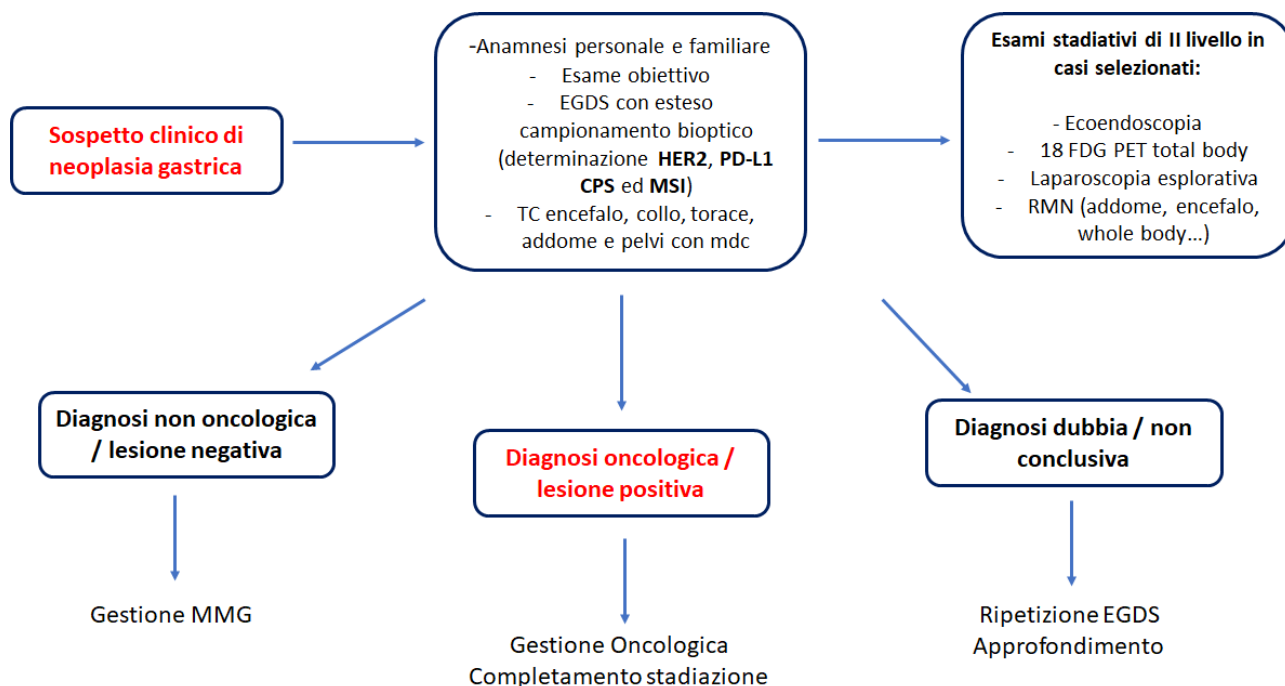 Sospetto clinico di
neoplasia gastrica
-Anamnesi personale e familiare
- Esame obiettivo
- EGDS con esteso
campionamento bioptico
(determinazione HER2, PD-L1
CPS ed MSI)
- TC encefalo, collo, torace,
addome e pelvi con mdc
Esami stadiativi di II livello in
casi selezionati:
- Ecoendoscopia
- 18 FDG PET total body
- Laparoscopia esplorativa
- RMN (addome, encefalo,
whole body...)
Diagnosi non oncologica
/ lesione negativa
Diagnosi oncologica /
lesione positiva
Diagnosi dubbia / non
conclusiva
Gestione MMG
Gestione Oncologica
Completamento stadiazione
Ripetizione EGDS
Approfondimento